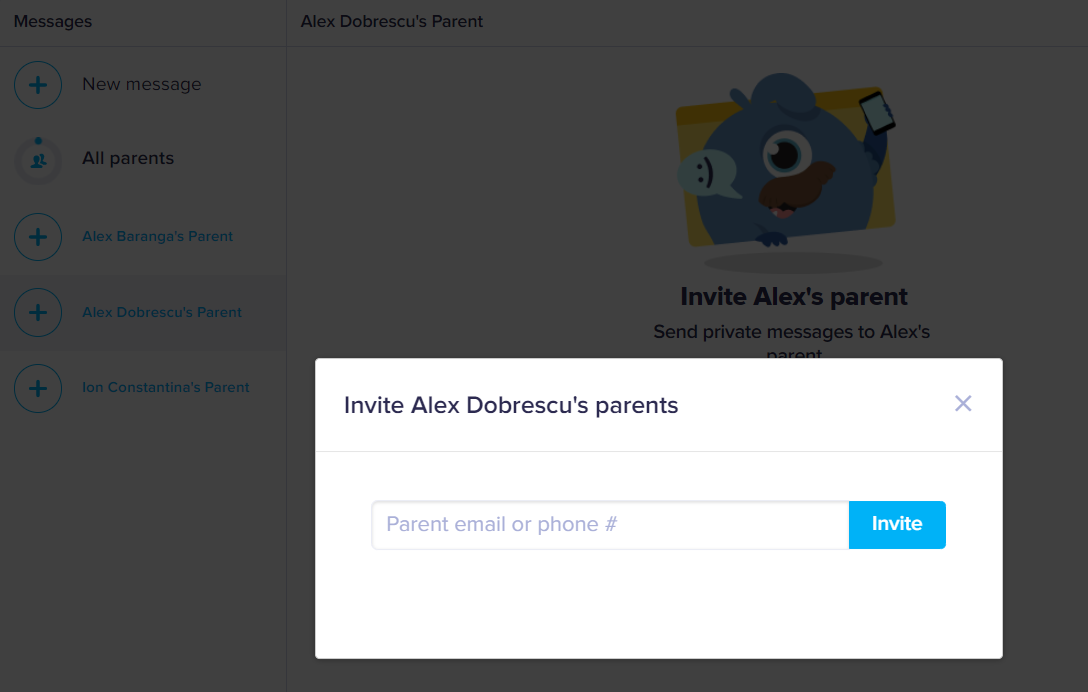 Messages
Alex Dobrescu's Parent
New message
All parents
Alex Baranga's Parent
Alex Dobrescu's Parent
Ion Constantina's Parent
Invite Alex's parent
Send private messages to Alex's
parent
Invite Alex Dobrescu's parents
Parent email or phone #
Invite